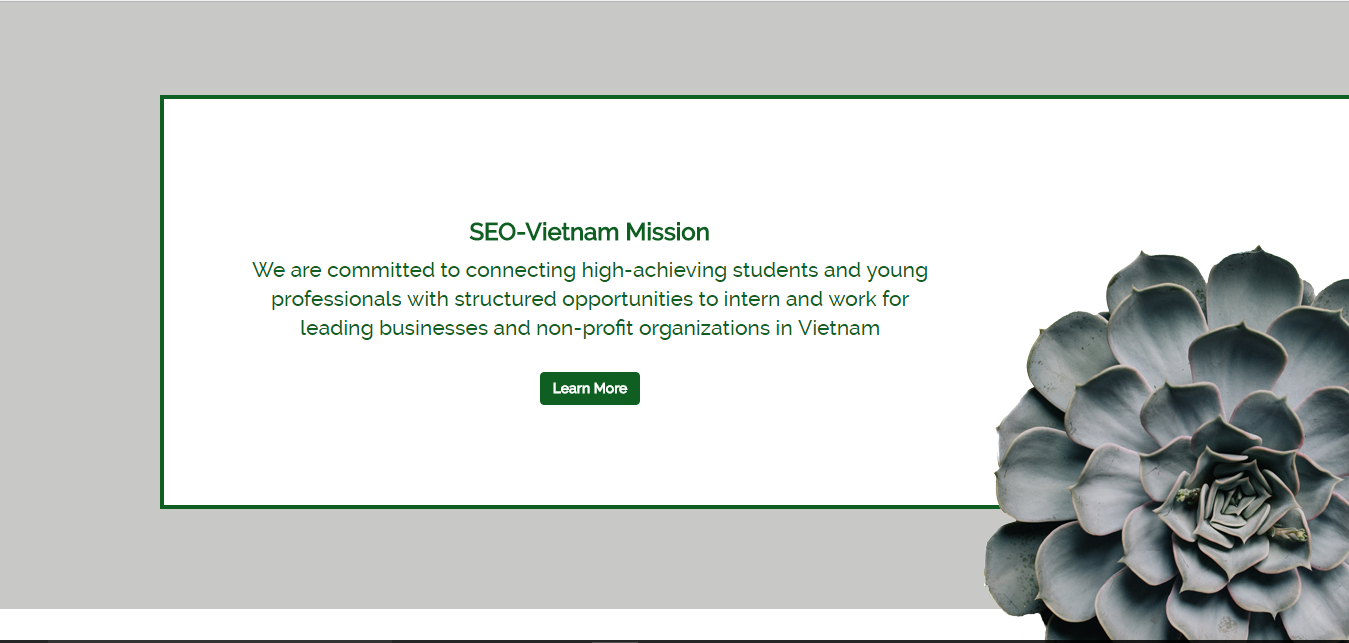 SEO-Vietnam Mission
We are committed to connecting high-achieving students and young
professionals with structured opportunities to intern and work for
leading businesses and non-profit organizations in Vietnam
Learn More